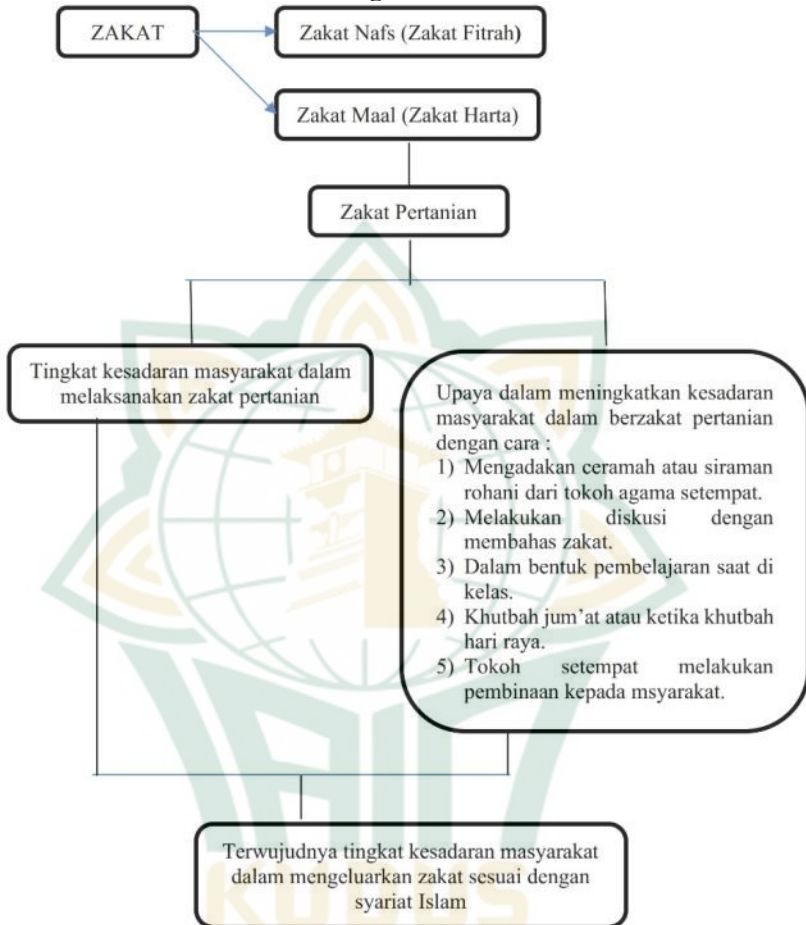 ZAKAT
Zakat Nafs (Zakat Fitrah)
Zakat Maal (Zakat Harta)
Zakat Pertanian
Tingkat kesadaran masyarakat dalam
melaksanakan zakat pertanian
Upaya dalam meningkatkan kesadaran
masyarakat dalam berzakat pertanian
dengan cara :
1) Mengadakan ceramah atau siraman
rohani dari tokoh agama setempat.
2) Melakukan diskusi dengan
membahas zakat.
3) Dalam bentuk pembelajaran saat di
kelas.
4) Khutbah jum’at atau ketika khutbah
hari raya.
5) Tokoh setempat melakukan
pembinaan kepada msyarakat.
Terwujudnya tingkat kesadaran masyarakat
dalam mengeluarkan zakat sesuai dengan
syariat Islam
KUDUS